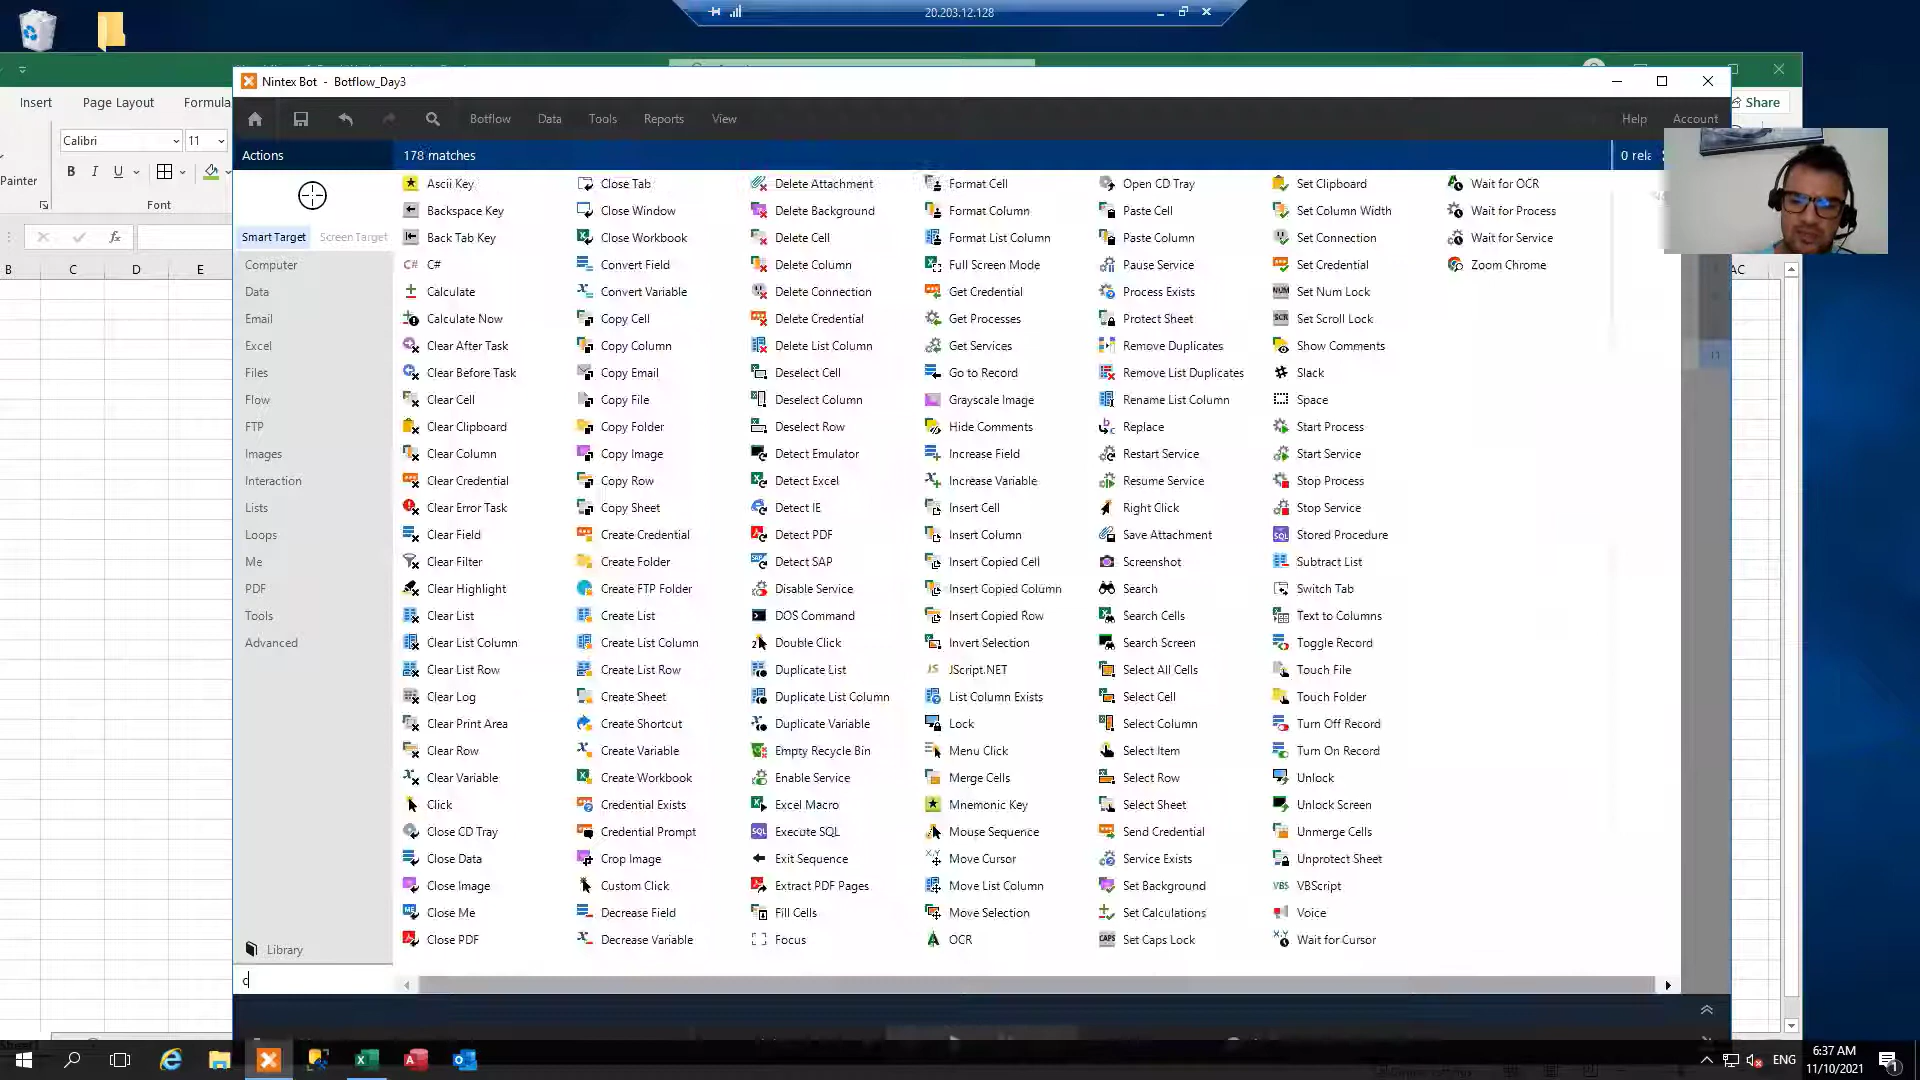 20.203.12.128
Nintex Bot - Botflow_Day3
Insert
Page Layout
Formula
Share
Calibri
11
Painter
B I U
Font
fx
B C D E
AC
Botflow
Data
Tools
Reports
View
Help
Account
Actions
178 matches
0 rela
Smart Target
Screen Target
Computer
Data
Email
Excel
Files
Flow
FTP
Images
Interaction
Lists
Loops
Me
PDF
Tools
Advanced
Library
c
Ascii Key
Backspace Key
Back Tab Key
C# C#
Calculate
Calculate Now
Clear After Task
Clear Before Task
Clear Cell
Clear Clipboard
Clear Column
Clear Credential
Clear Error Task
Clear Field
Clear Filter
Clear Highlight
Clear List
Clear List Column
Clear List Row
Clear Log
Clear Print Area
Clear Row
Clear Variable
Click
Close CD Tray
Close Data
Close Image
Close Me
Close PDF
Close Tab
Close Window
Close Workbook
Convert Field
Convert Variable
Copy Cell
Copy Column
Copy Email
Copy File
Copy Folder
Copy Image
Copy Row
Copy Sheet
Create Credential
Create Folder
Create FTP Folder
Create List
Create List Column
Create List Row
Create Sheet
Create Shortcut
Create Variable
Create Workbook
Credential Exists
Credential Prompt
Crop Image
Custom Click
Decrease Field
Decrease Variable
Delete Attachment
Delete Background
Delete Cell
Delete Column
Delete Connection
Delete Credential
Delete List Column
Deselect Cell
Deselect Column
Deselect Row
Detect Emulator
Detect Excel
Detect IE
Detect PDF
Detect SAP
Disable Service
DOS Command
Double Click
Duplicate List
Duplicate List Column
Duplicate Variable
Empty Recycle Bin
Enable Service
Excel Macro
SQL Execute SQL
Exit Sequence
Extract PDF Pages
Fill Cells
Focus
Format Cell
Format Column
Format List Column
Full Screen Mode
Get Credential
Get Processes
Get Services
Go to Record
Grayscale Image
Hide Comments
Increase Field
Increase Variable
Insert Cell
Insert Column
Insert Copied Cell
Insert Copied Column
Insert Copied Row
Invert Selection
JS JScript.NET
List Column Exists
Lock
Menu Click
Merge Cells
Mnemonic Key
Mouse Sequence
Move Cursor
Move List Column
Move Selection
OCR
Open CD Tray
Paste Cell
Paste Column
Pause Service
Process Exists
Protect Sheet
Remove Duplicates
Remove List Duplicates
Rename List Column
Replace
Restart Service
Resume Service
Right Click
Save Attachment
Screenshot
Search
Search Cells
Search Screen
Select All Cells
Select Cell
Select Column
Select Item
Select Row
Select Sheet
Send Credential
Service Exists
Set Background
Set Calculations
CAPS Set Caps Lock
Set Clipboard
Set Column Width
Set Connection
Set Credential
NUM Set Num Lock
SCR Set Scroll Lock
Show Comments
Slack
Space
Start Process
Start Service
Stop Process
Stop Service
SQL Stored Procedure
Subtract List
Switch Tab
Text to Columns
Toggle Record
Touch File
Touch Folder
Turn Off Record
Turn On Record
Unlock
Unlock Screen
Unmerge Cells
Unprotect Sheet
VBS VBScript
Voice
Wait for Cursor
Wait for OCR
Wait for Process
Wait for Service
Zoom Chrome
ENG
6:37 AM
11/10/2021
1